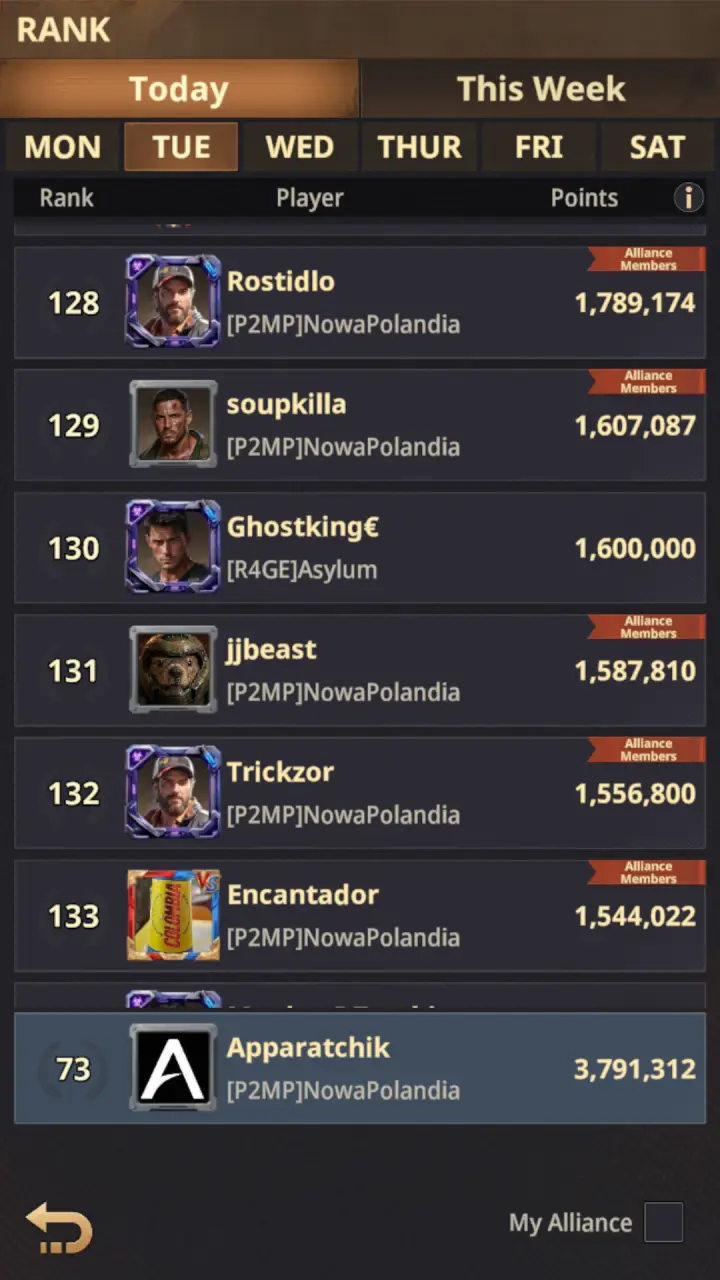 RANK
Today
This Week
MON
TUE
WED
THUR
FRI
SAT
Rank
Player
Points
Alliance
Members
128
Rostidlo
[P2MP]NowaPolandia
1,789,174
Alliance
Members
129
soupkilla
[P2MP]NowaPolandia
1,607,087
130
Ghostking€
[R4GE]Asylum
1,600,000
Alliance
Members
131
jjbeast
[P2MP]NowaPolandia
1,587,810
Alliance
Members
132
Trickzor
[P2MP]NowaPolandia
1,556,800
Alliance
Members
133
COLOMBIA
VS
Encantador
[P2MP]NowaPolandia
1,544,022
73
A
Apparatchik
[P2MP]NowaPolandia
3,791,312
My Alliance